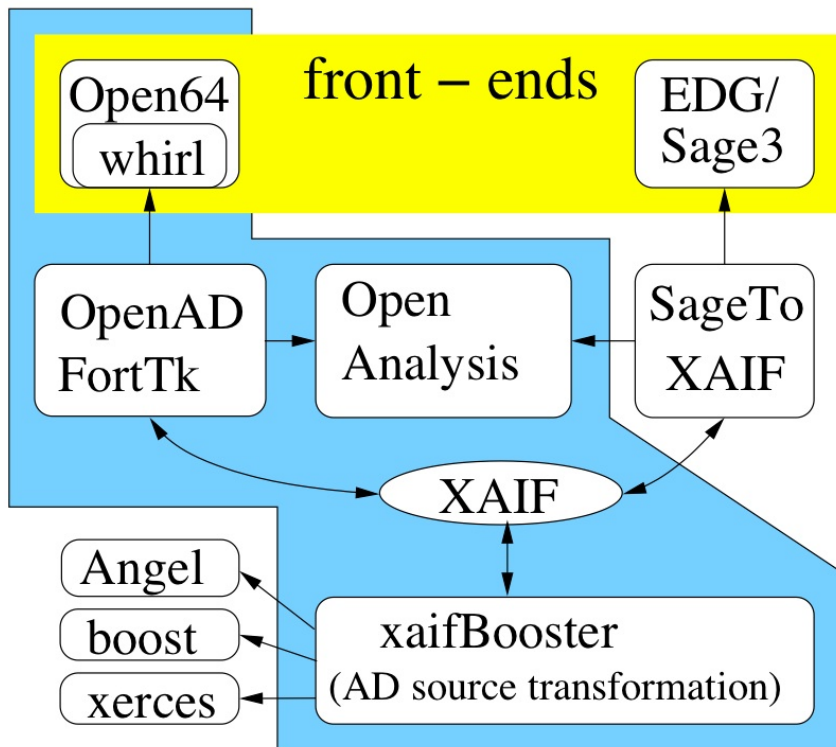 front – ends
Open64
whirl
EDG/
Sage3
OpenAD
FortTk
Open
Analysis
SageTo
XAIF
XAIF
Angel
boost
xerces
xaifBooster
(AD source transformation)